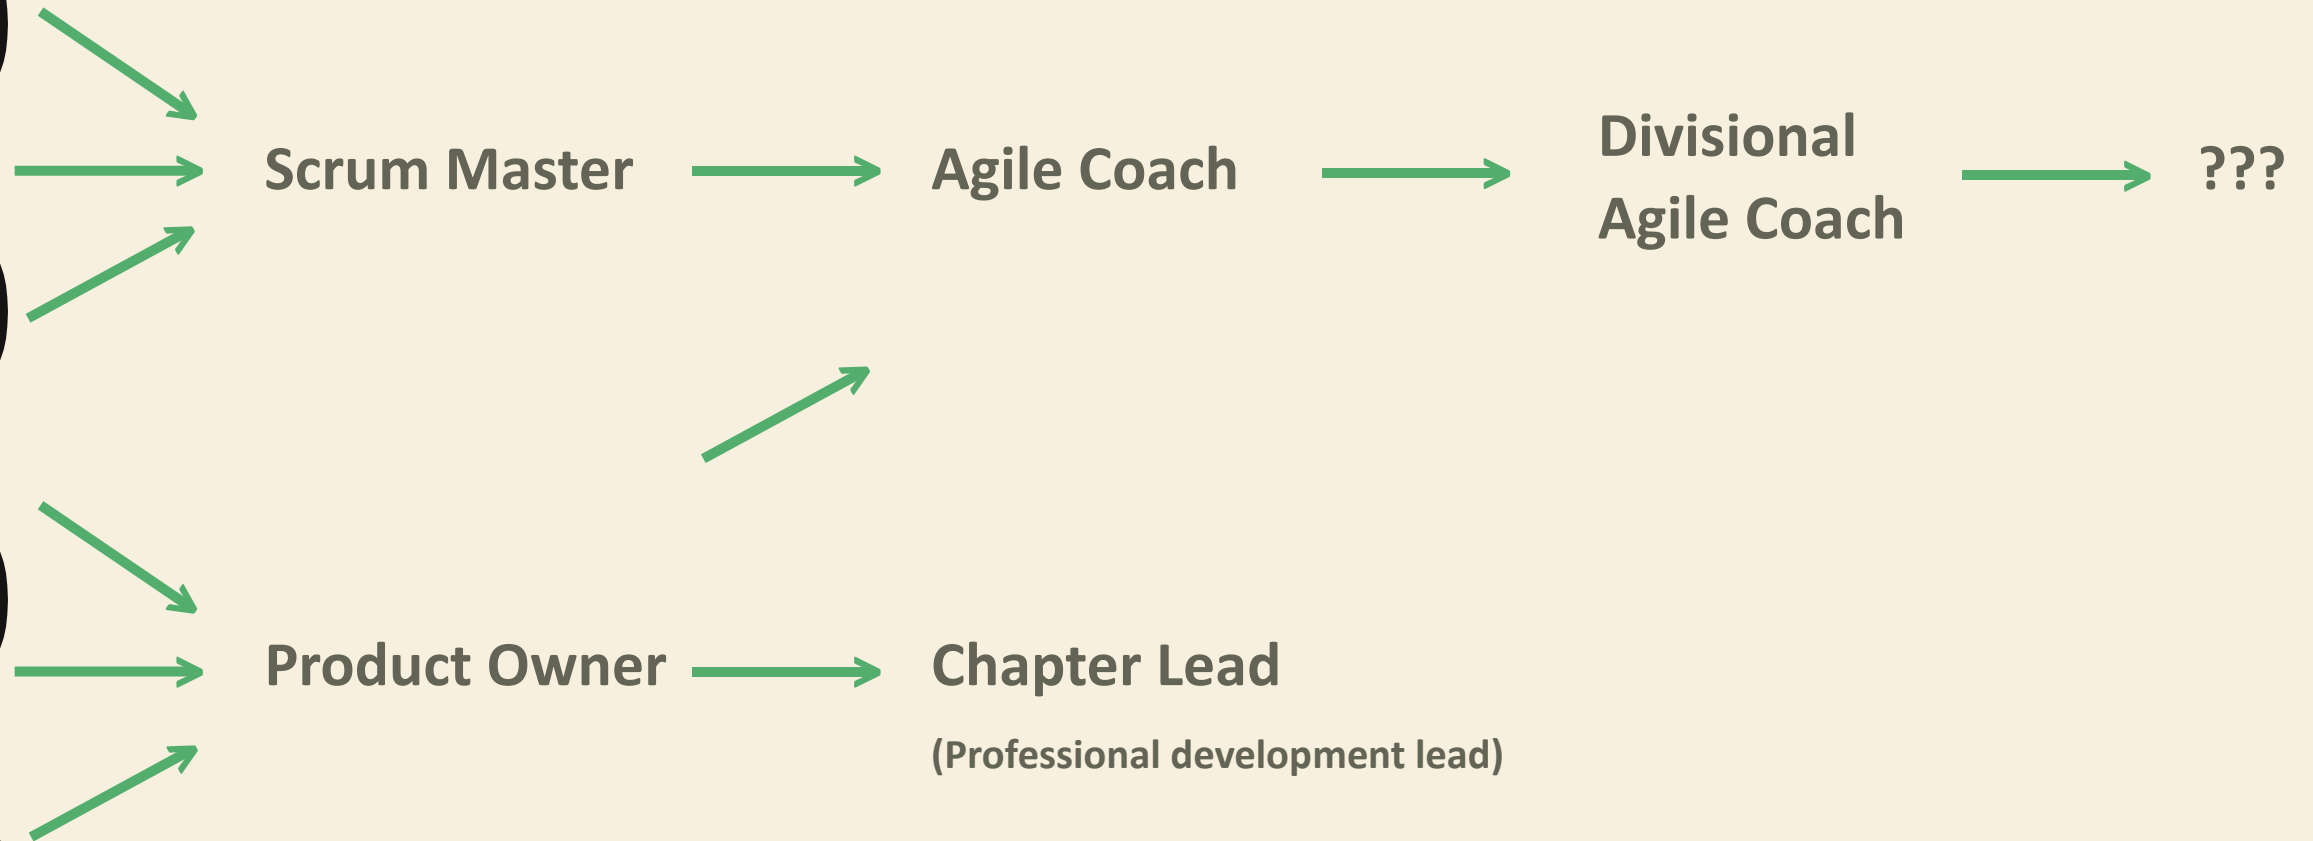 Scrum Master
Agile Coach
Divisional
Agile Coach
???
Product Owner
Chapter Lead
(Professional development lead)